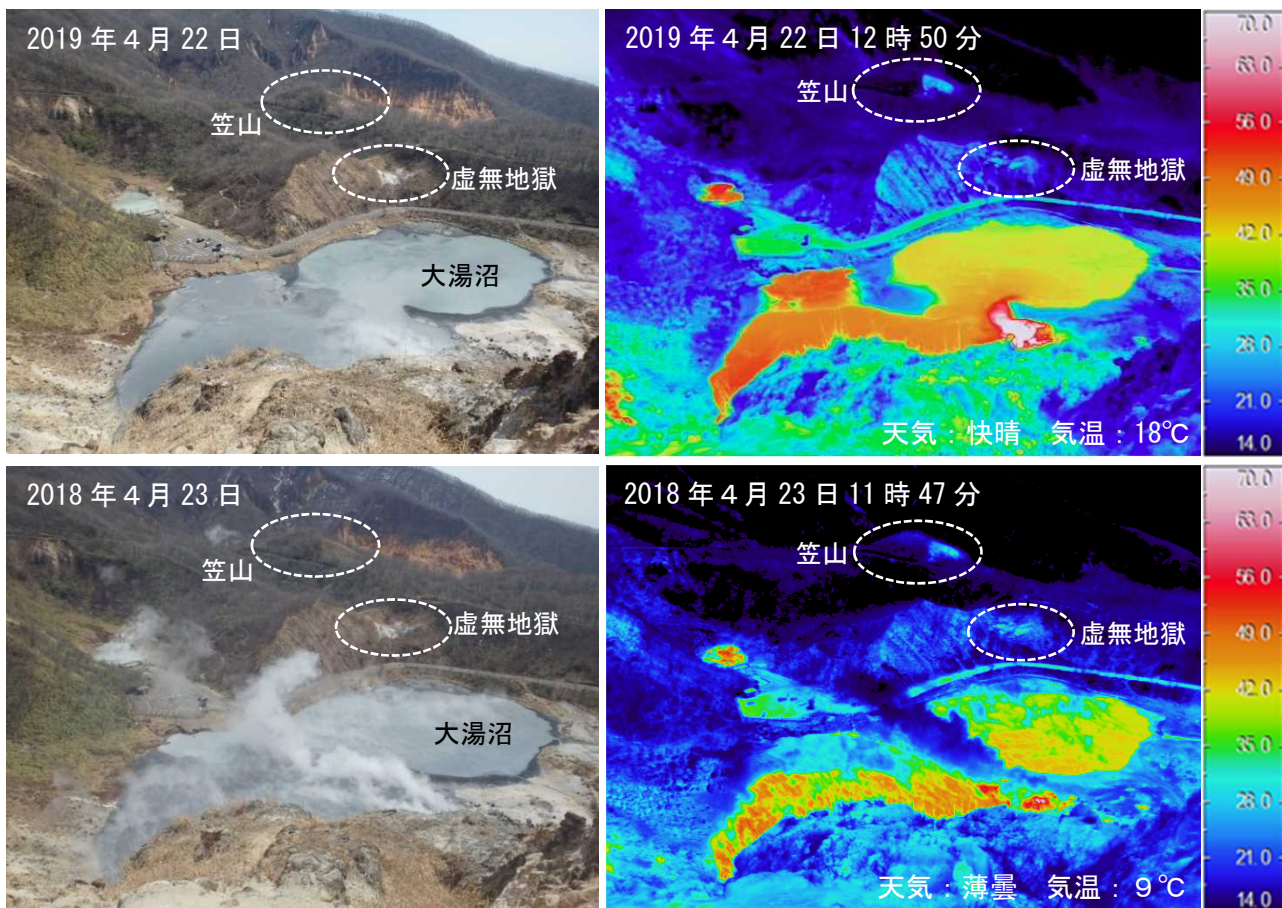 2019年4月22日
笠山
虚無地獄
大湯沼
2019年4月22日12時50分
笠山
虚無地獄
天気：快晴 気温：18℃
70.0
63.0
56.0
49.0
42.0
35.0
28.0
21.0
14.0
2018年4月23日
笠山
虚無地獄
大湯沼
2018年4月23日11時47分
笠山
虚無地獄
天気：薄曇 気温：9℃
70.0
63.0
56.0
49.0
42.0
35.0
28.0
21.0
14.0